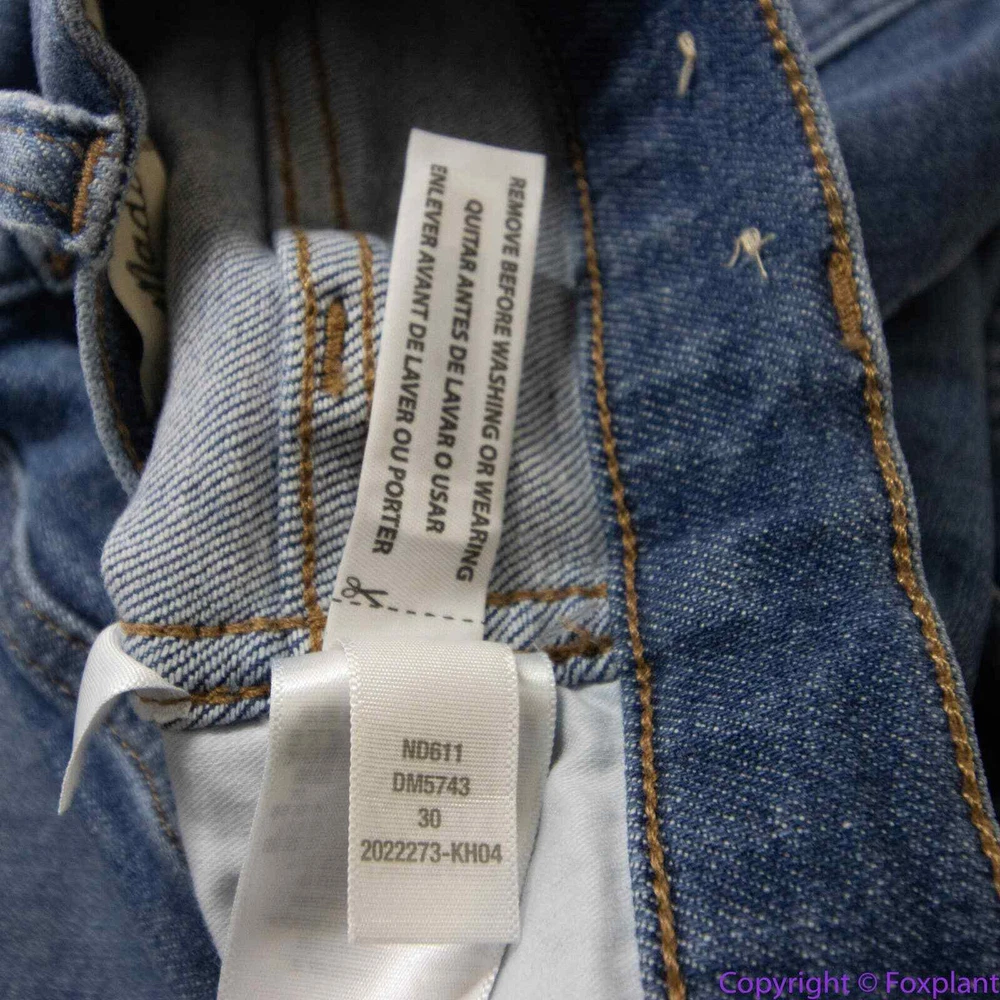 REMOVE BEFORE WASHING OR WEARING
QUITAR ANTES DE LAVAR O USAR
ENLEVER AVANT DE LAVER OU PORTER
ND611
DM5743
30
2022273-KH04
Copyright © Foxplant